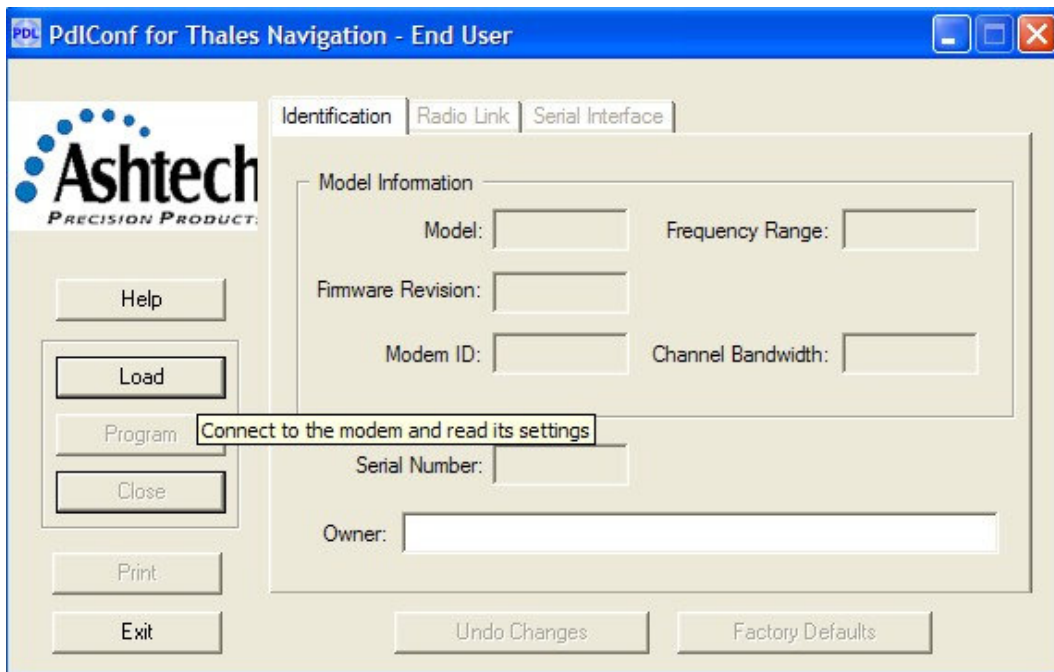 PDL PdlConf for Thales Navigation - End User
Ashtech
PRECISION PRODUCT
Identification Radio Link Serial Interface
Model Information
Model: Frequency Range:
Firmware Revision:
Modem ID: Channel Bandwidth:
Serial Number:
Owner:
Help
Load
Program
Connect to the modem and read its settings
Close
Print
Exit
Undo Changes Factory Defaults